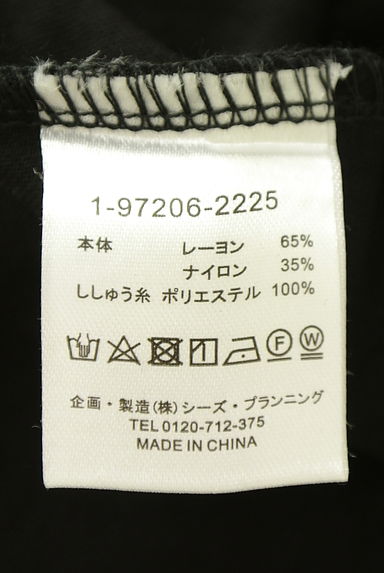 1-97206-2225
本体 レーヨン 65%
ナイロン 35%
ししゅう糸 ポリエステル 100%
F W
企画・製造(株)シーズ・プランニング
TEL 0120-712-375
MADE IN CHINA